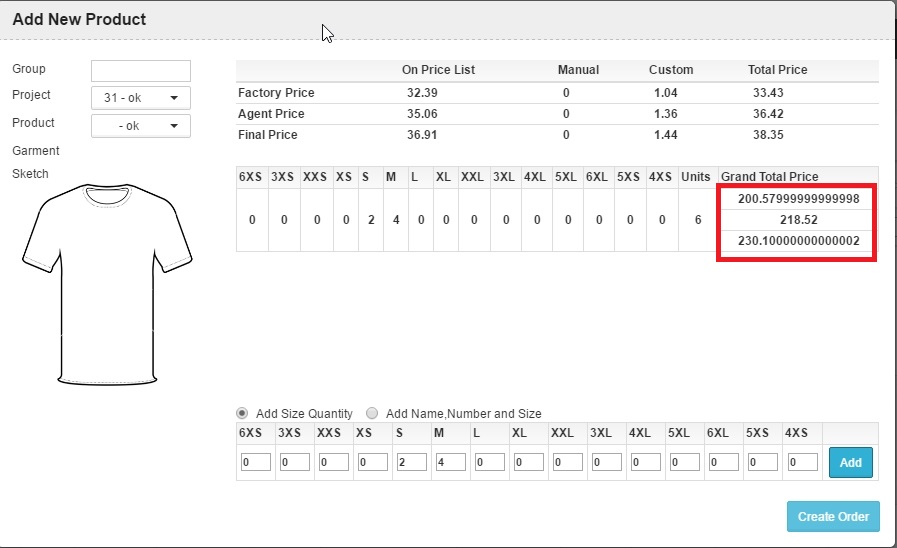 Add New Product
Group
Project 31 - ok
Product - ok
Garment
Sketch
On Price List Manual Custom Total Price
Factory Price 32.39 0 1.04 33.43
Agent Price 35.06 0 1.36 36.42
Final Price 36.91 0 1.44 38.35
6XS 3XS XXS XS S M L XL XXL 3XL 4XL 5XL 6XL 5XS 4XS Units Grand Total Price
200.57999999999998
0 0 0 0 2 4 0 0 0 0 0 0 0 0 0 6 218.52
230.10000000000002
Add Size Quantity Add Name,Number and Size
6XS 3XS XXS XS S M L XL XXL 3XL 4XL 5XL 6XL 5XS 4XS
0 0 0 0 2 4 0 0 0 0 0 0 0 0 0 Add
Create Order